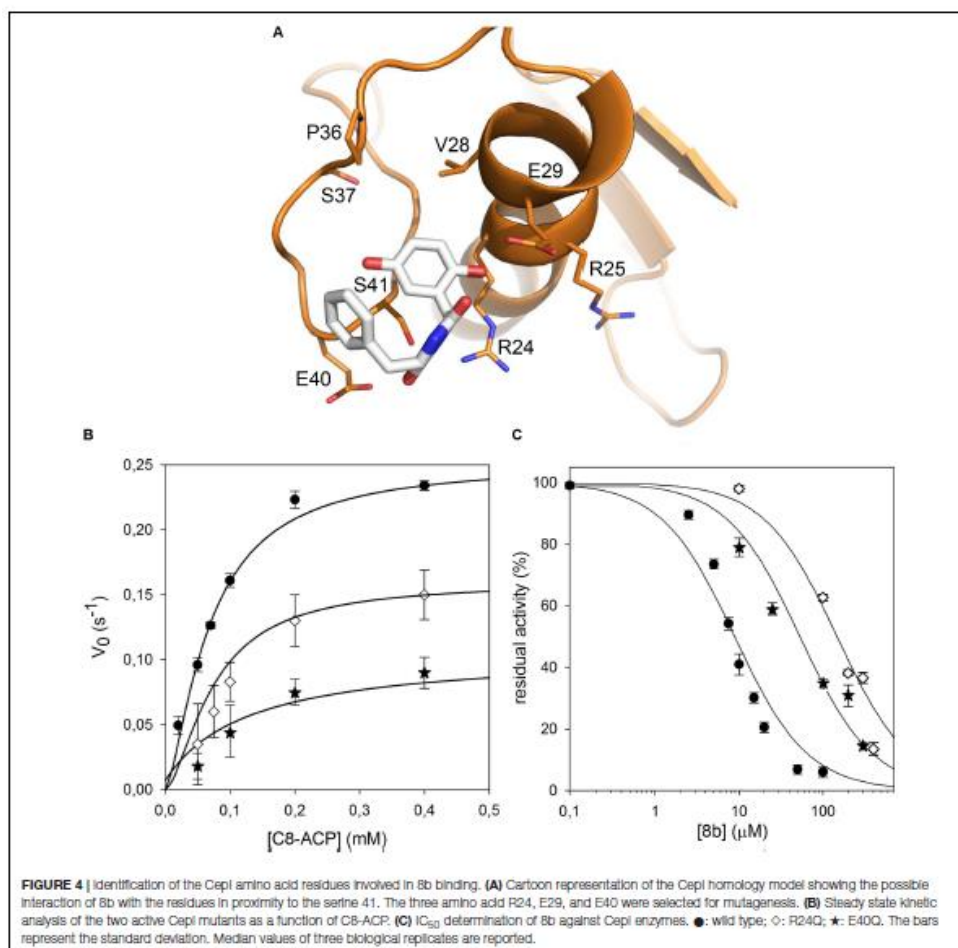 A
P36
V28
S37
E29
S41
R25
R24
E40
B
C
0,25
0,20
0,15
0,10
0,05
0,00
V0 (s-1)
0,0 0,1 0,2 0,3 0,4 0,5
[C8-ACP] (mM)
100
80
60
40
20
0
residual activity (%)
0,1 1 10 100
[8b] (μM)
FIGURE 4 | Identification of the CepI amino acid residues involved in 8b binding. (A) Cartoon representation of the CepI homology model showing the possible
interaction of 8b with the residues in proximity to the serine 41. The three amino acid R24, E29, and E40 were selected for mutagenesis. (B) Steady state kinetic
analysis of the two active CepI mutants as a function of C8-ACP. (C) IC50 determination of 8b against CepI enzymes. ●: wild type; ◇: R24Q; ★: E40Q. The bars
represent the standard deviation. Median values of three biological replicates are reported.